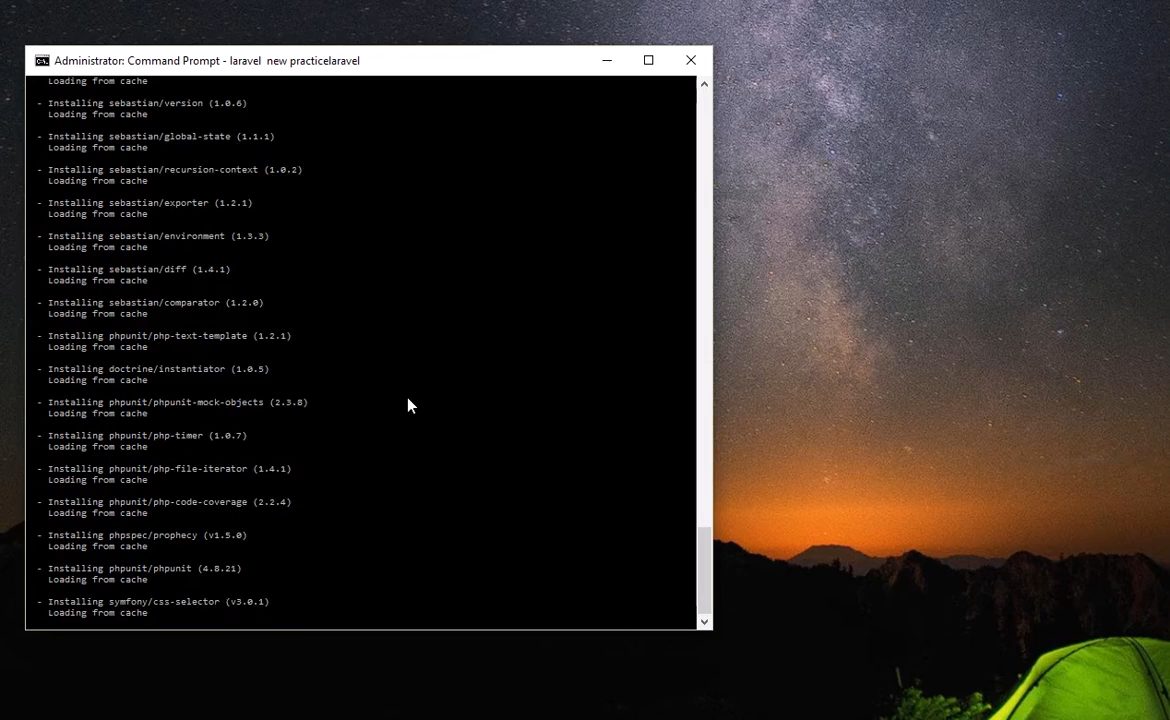 Administrator: Command Prompt - laravel  new practicelaravel
Loading from cache
- Installing sebastian/version (1.0.6)
Loading from cache
- Installing sebastian/global-state (1.1.1)
Loading from cache
- Installing sebastian/recursion-context (1.0.2)
Loading from cache
- Installing sebastian/exporter (1.2.1)
Loading from cache
- Installing sebastian/environment (1.3.3)
Loading from cache
- Installing sebastian/diff (1.4.1)
Loading from cache
- Installing sebastian/comparator (1.2.0)
Loading from cache
- Installing phpunit/php-text-template (1.2.1)
Loading from cache
- Installing doctrine/instantiator (1.0.5)
Loading from cache
- Installing phpunit/phpunit-mock-objects (2.3.8)
Loading from cache
- Installing phpunit/php-timer (1.0.7)
Loading from cache
- Installing phpunit/php-file-iterator (1.4.1)
Loading from cache
- Installing phpunit/php-code-coverage (2.2.4)
Loading from cache
- Installing phpspec/prophecy (v1.5.0)
Loading from cache
- Installing phpunit/phpunit (4.8.21)
Loading from cache
- Installing symfony/css-selector (v3.0.1)
Loading from cache